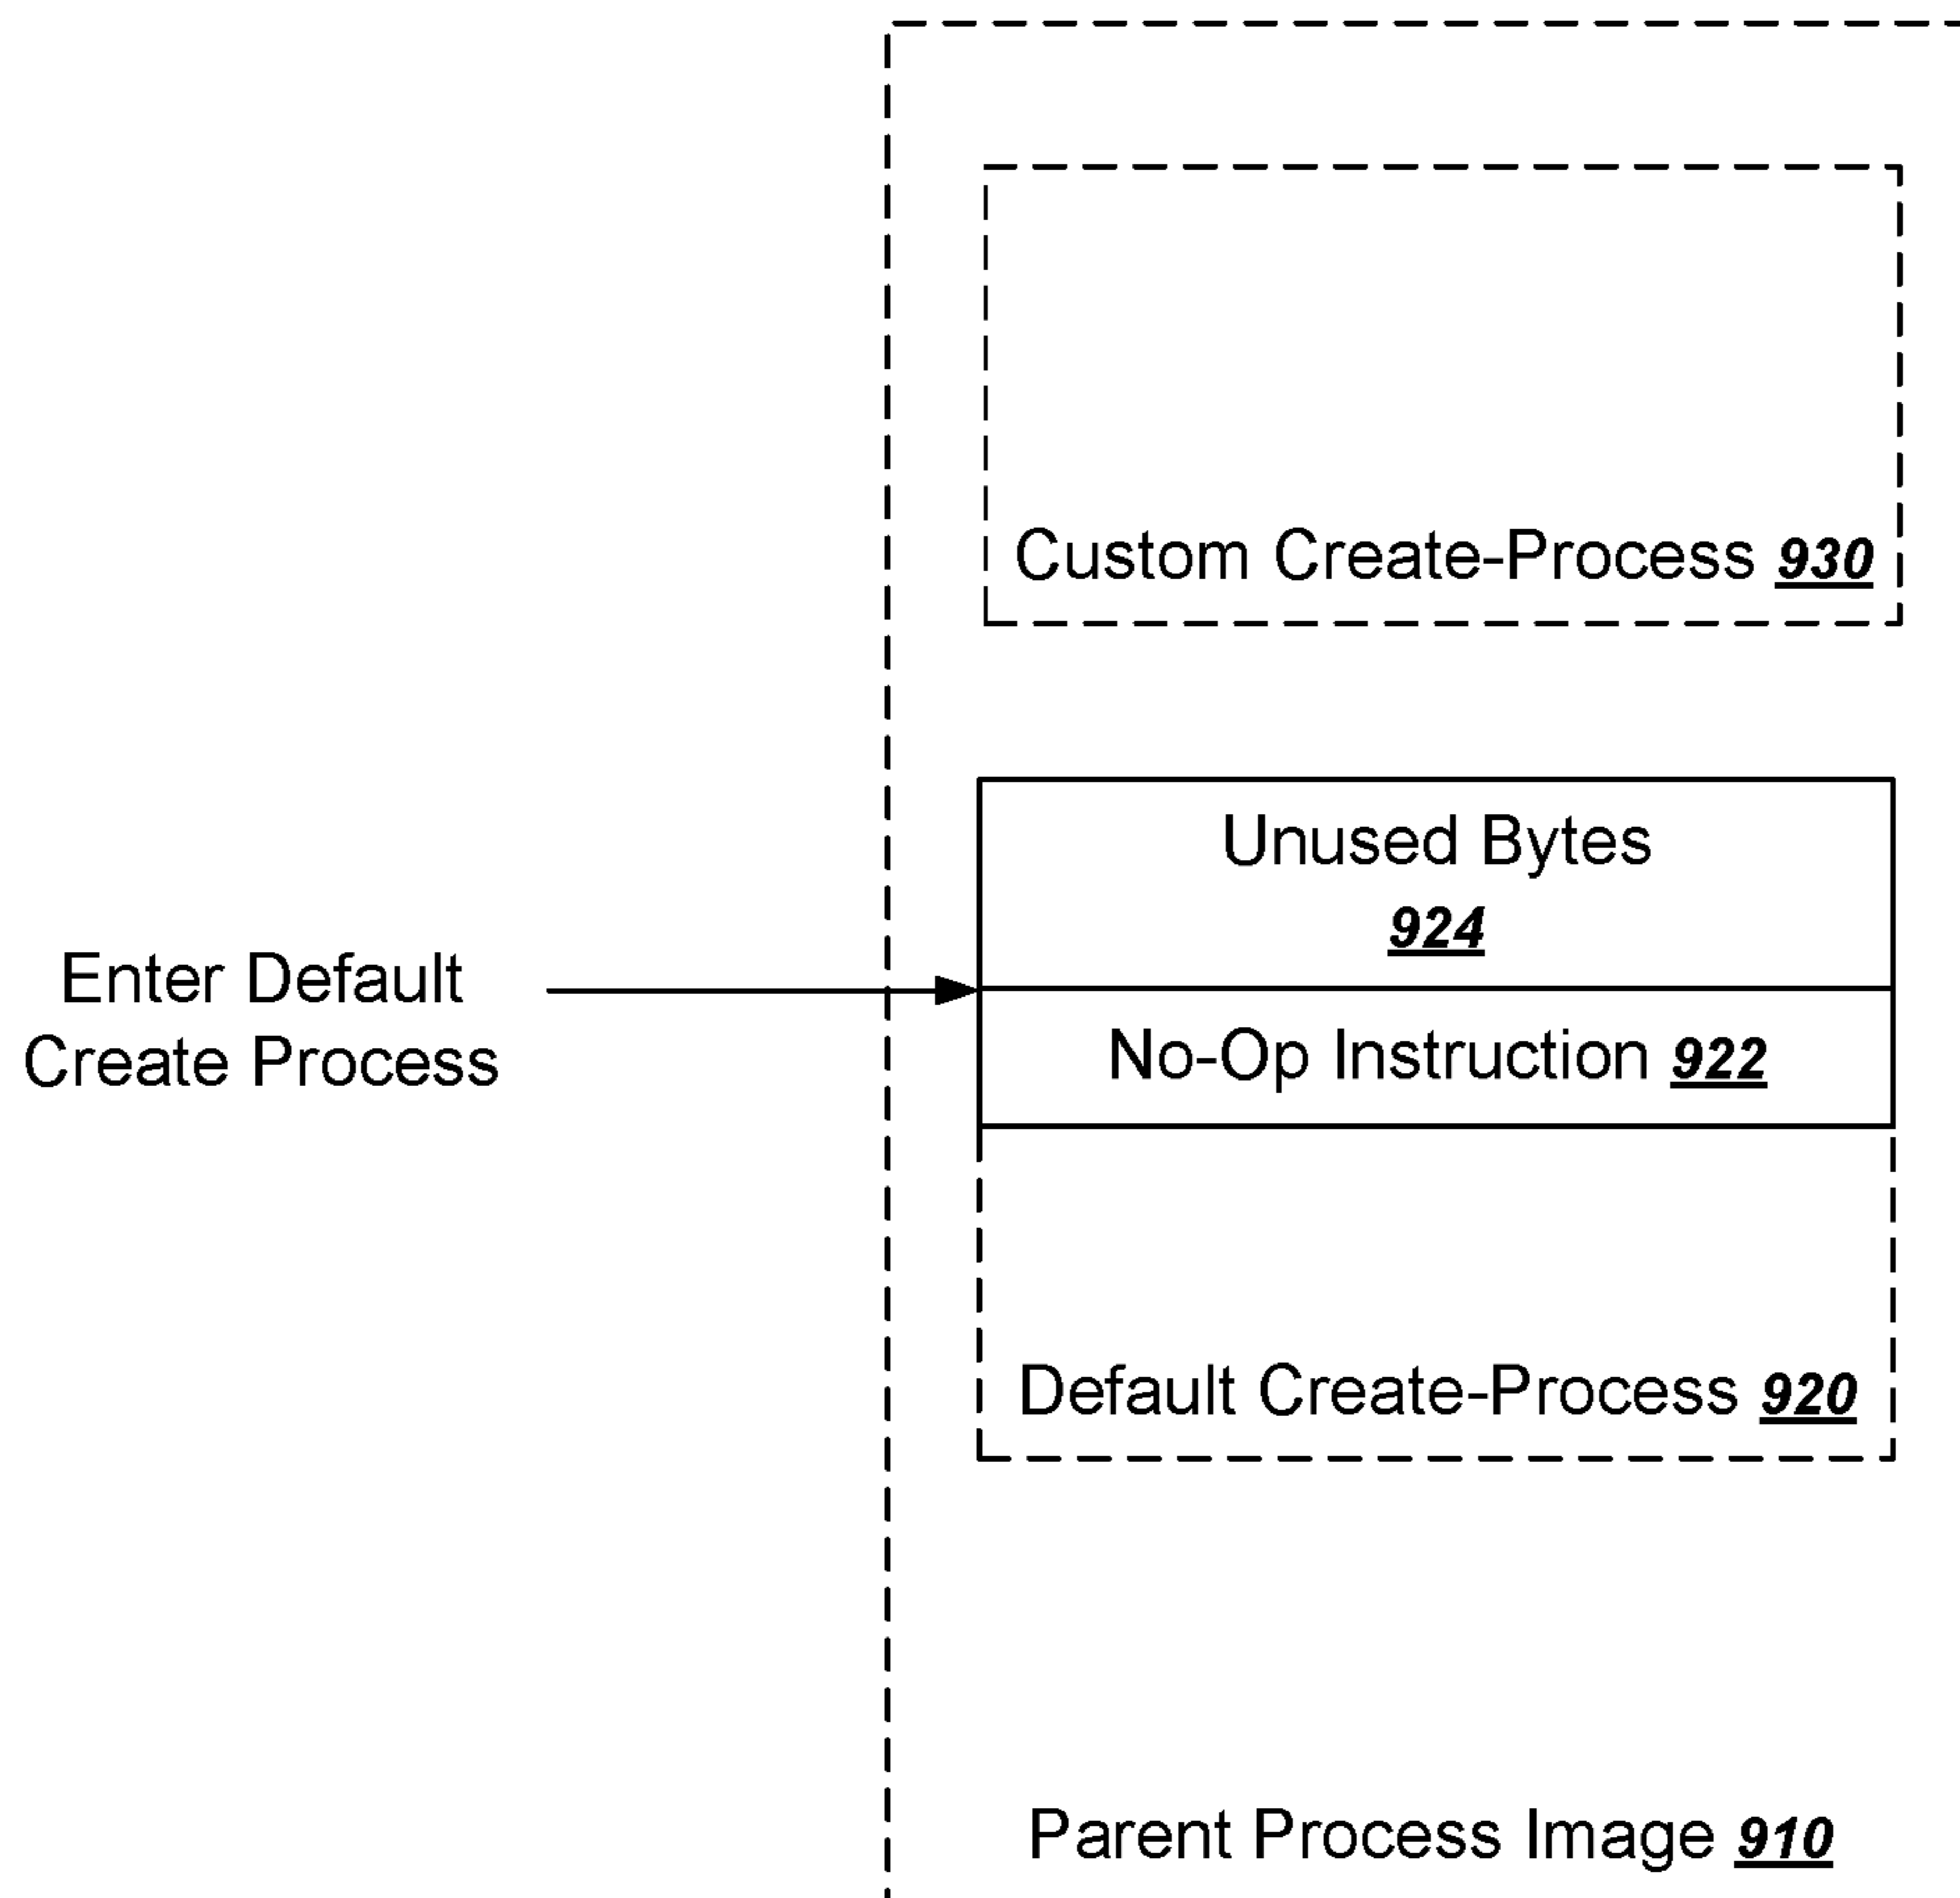 Custom Create-Process 930
Unused Bytes
924
Enter Default
Create Process
No-Op Instruction 922
Default Create-Process 920
Parent Process Image 910